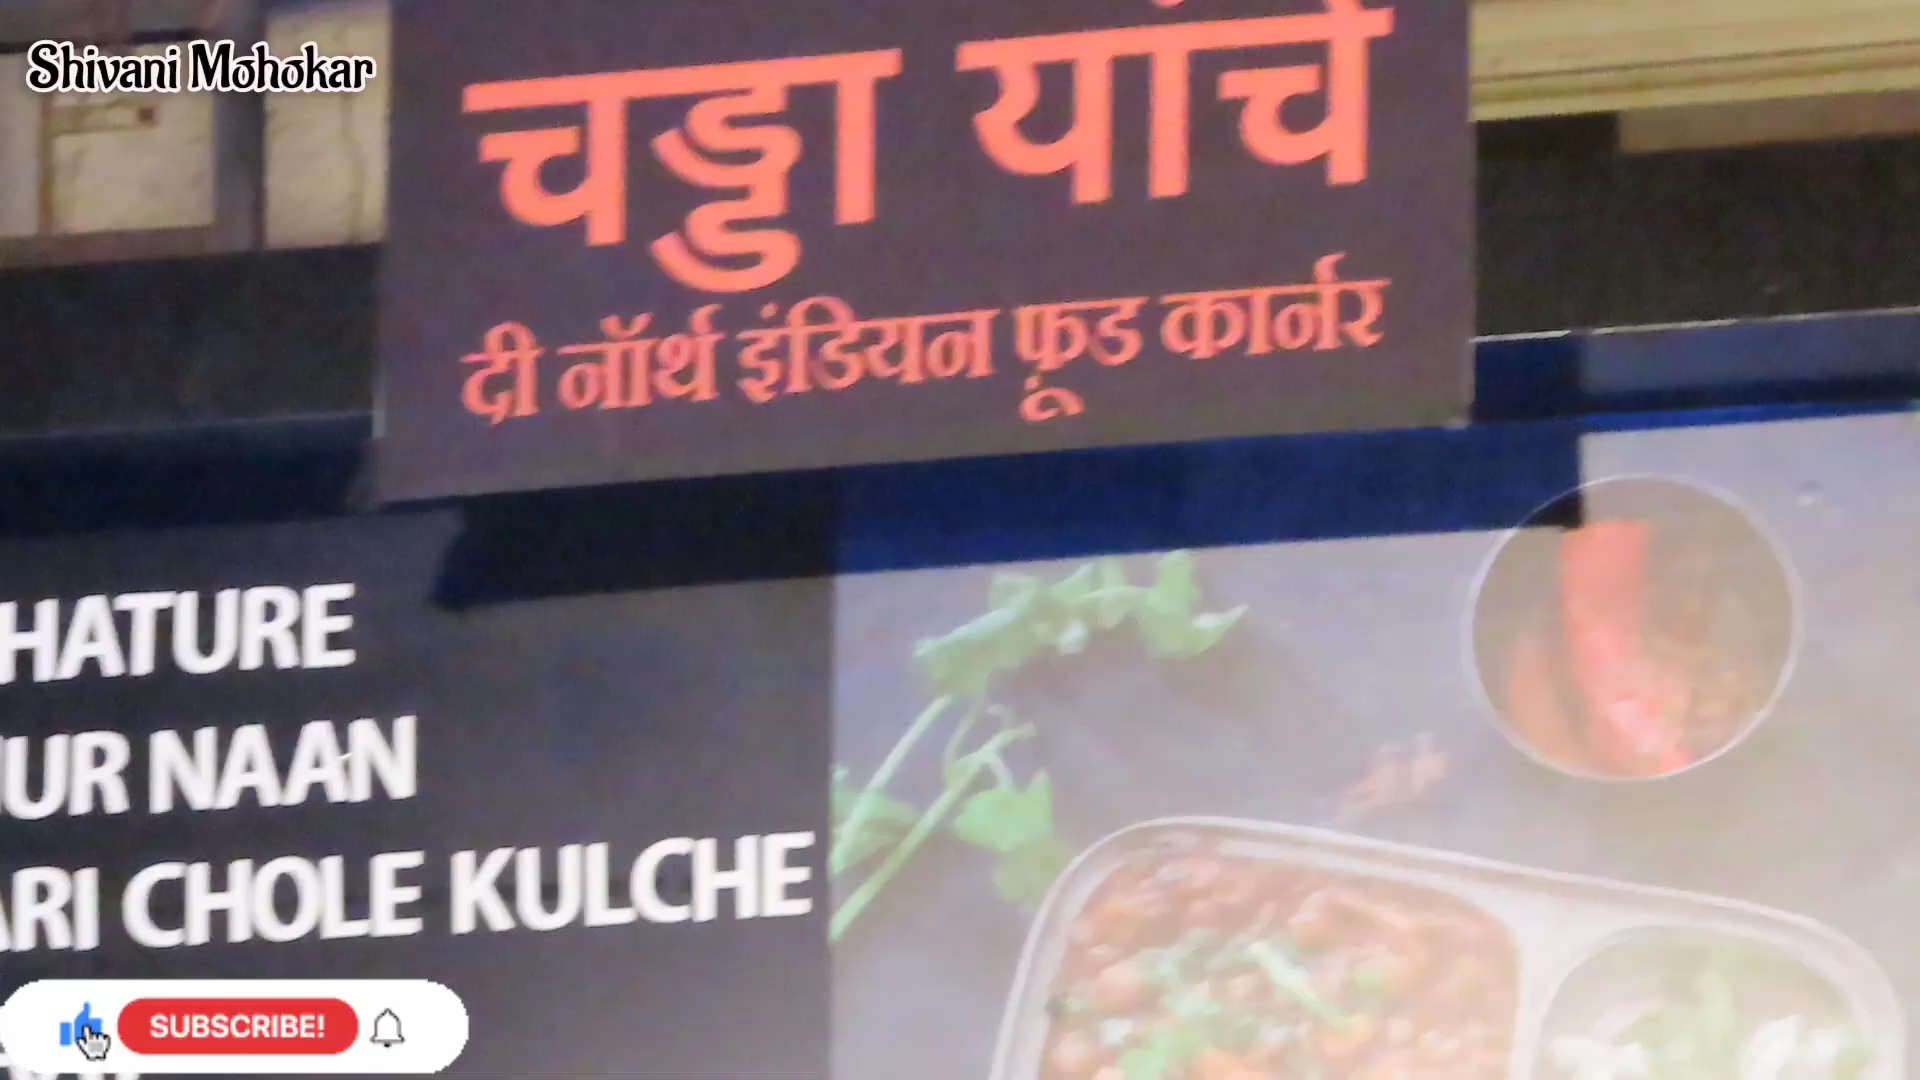 Shivani Mohokar
चड्डा यांचे
दी नॉर्थ इंडियन फूड कॉर्नर
HATURE
UR NAAN
ARI CHOLE KULCHE
SUBSCRIBE!